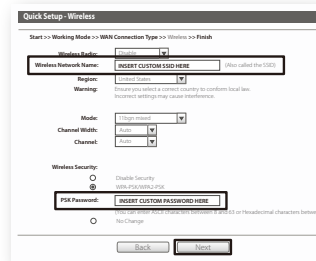 Quick Setup - Wireless
Start >> Working Mode >> WAN Connection Type >> Wireless >> Finish
Wireless Radio: Disable
Wireless Network Name: INSERT CUSTOM SSID HERE (Also called the SSID)
Region: United States
Warning: Ensure you select a correct country to conform local law.
Incorrect settings may cause interference.
Mode: 11bgn mixed
Channel Width: Auto
Channel: Auto
Wireless Security:
Disable Security
WPA-PSK/WPA2-PSK
PSK Password: INSERT CUSTOM PASSWORD HERE
(You can enter ASCII characters between 8 and 63 or Hexadecimal characters betwe
No Change
Back Next